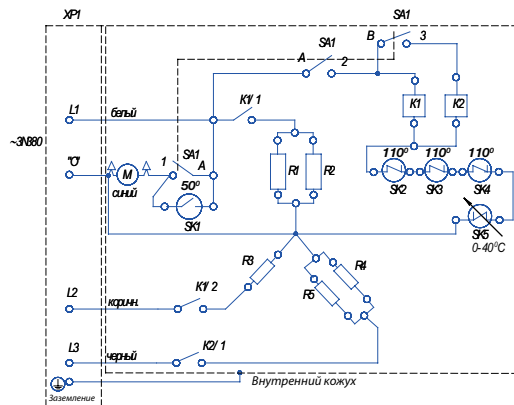 XP1
SA1
B
3
SA1
A
2
~3N380
L1
белый
K1/ 1
K1
K2
"0"
M
1
SA1
A
R1
R2
110⁰
110⁰
110⁰
SK2
SK3
SK4
синий
50⁰
SK1
SK5
0-40⁰C
R3
R4
R5
L2
коричн.
K1/ 2
L3
черный
K2/ 1
Заземление
Внутренний кожух